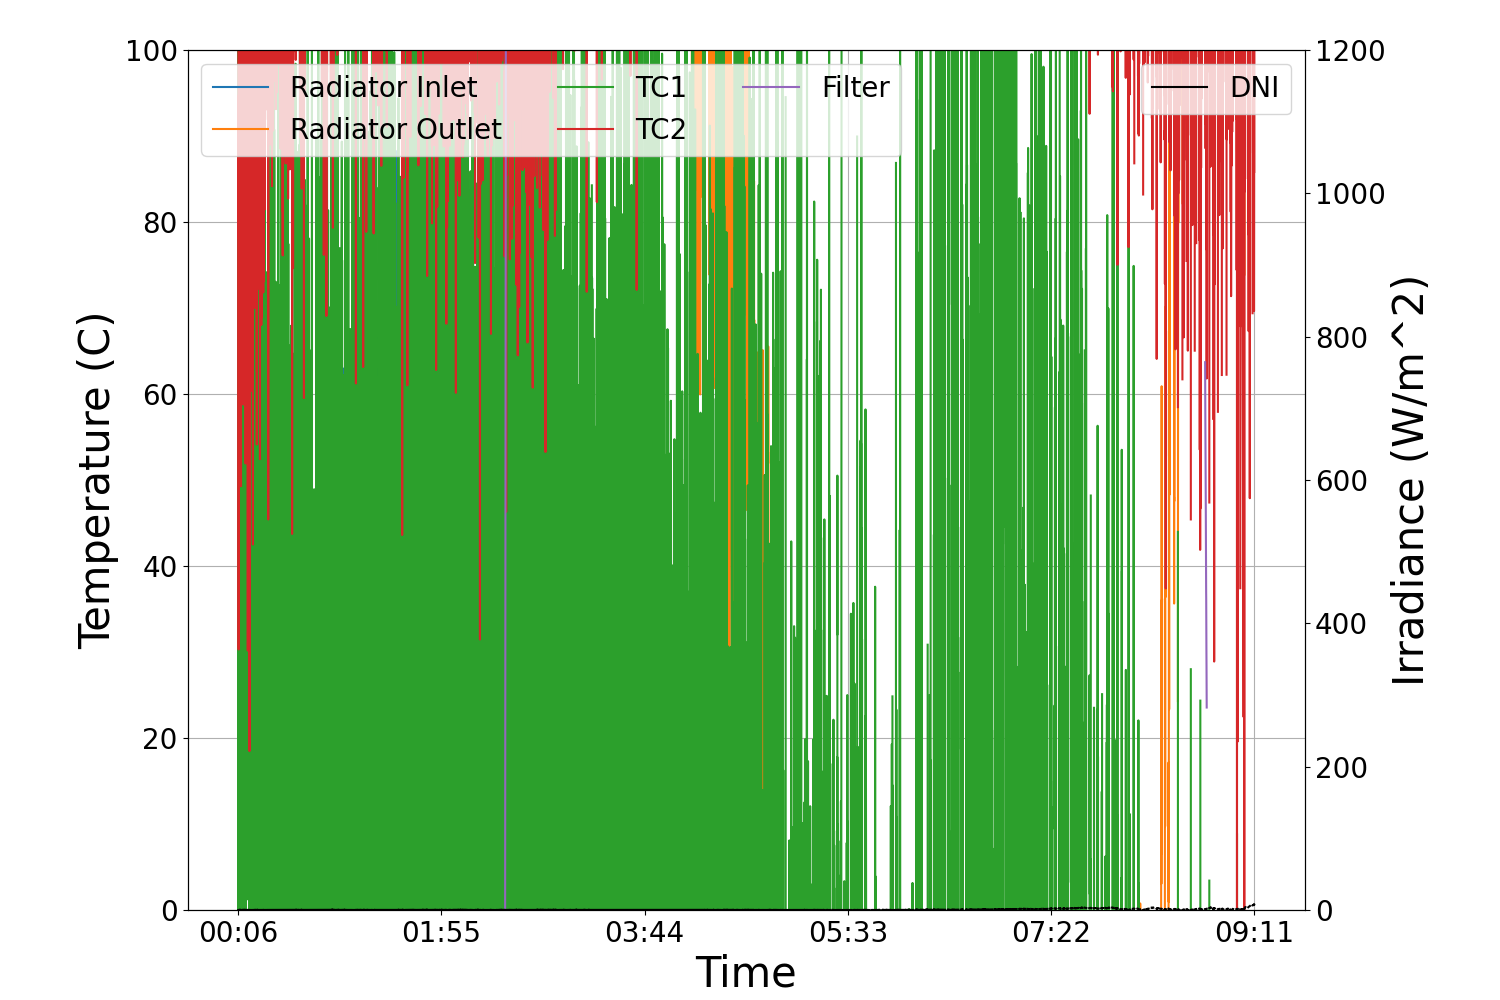 100
80
60
40
20
0
Temperature (C)
Radiator Inlet
Radiator Outlet
TC1
TC2
Filter
DNI
1200
1000
800
600
400
200
0
Irradiance (W/m^2)
00:06 01:55 03:44 05:33 07:22 09:11
Time